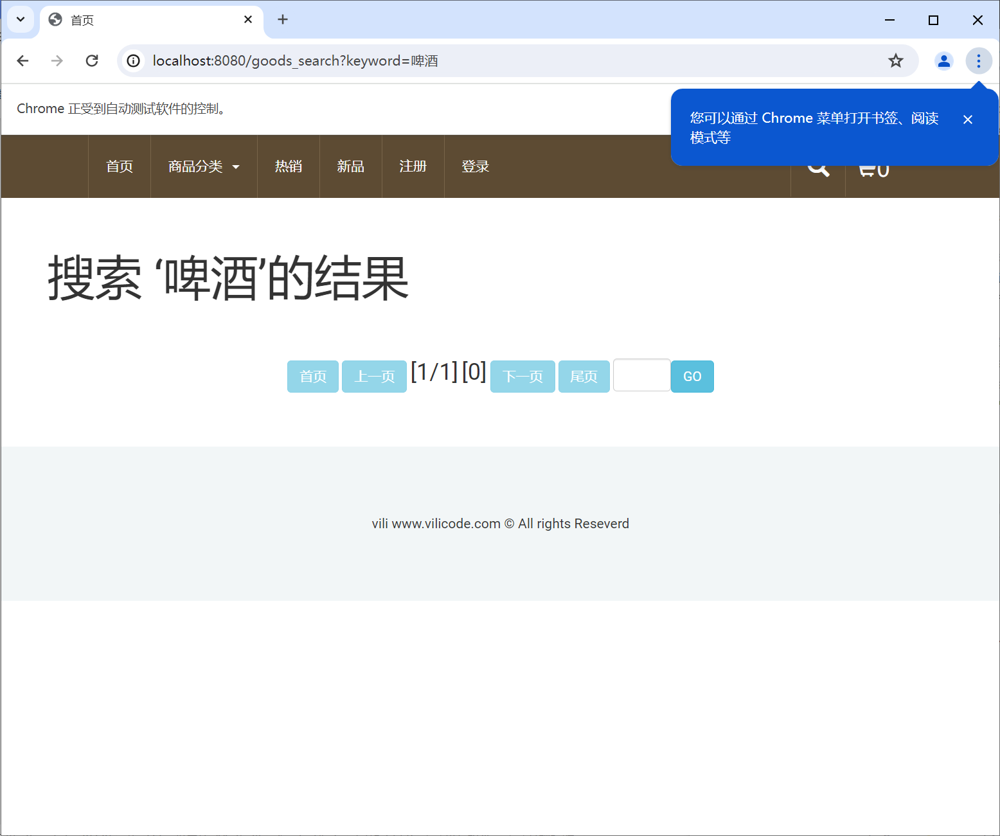 首页
localhost:8080/goods_search?keyword=啤酒
Chrome 正受到自动测试软件的控制。
您可以通过 Chrome 菜单打开书签、阅读
模式等
首页 商品分类 热销 新品 注册 登录 0
搜索 ‘啤酒’的结果
首页 上一页 [1/1] [0] 下一页 尾页 GO
vili www.vilicode.com © All rights Reseverd